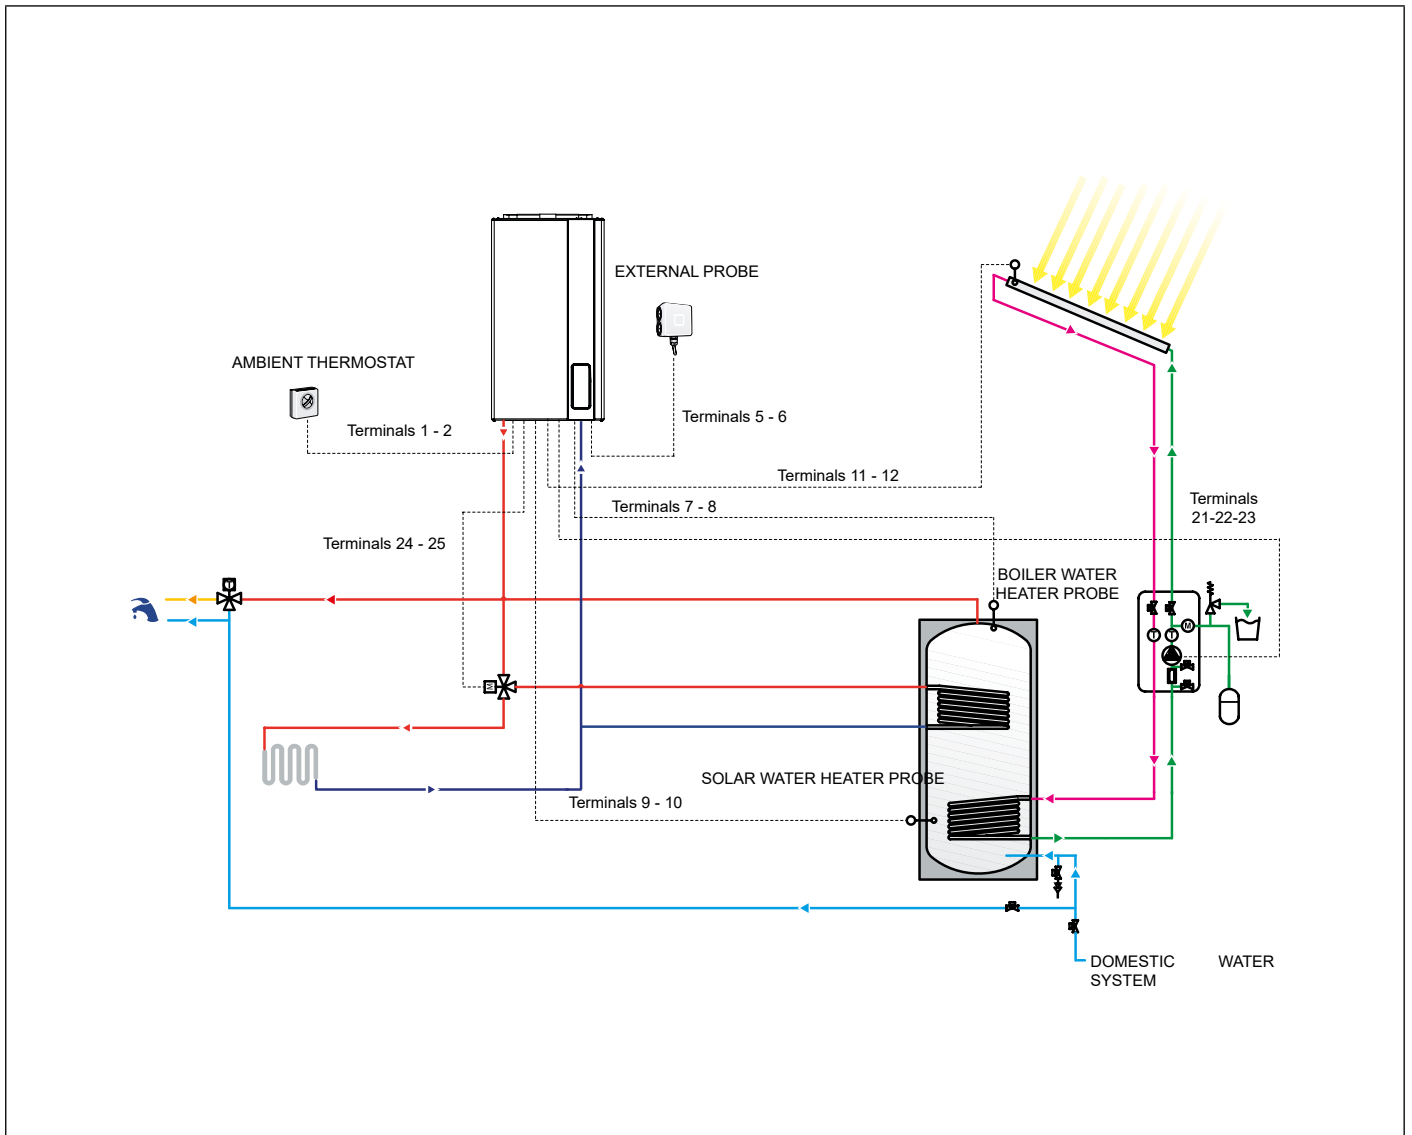 EXTERNAL PROBE
AMBIENT THERMOSTAT
Terminals 5 - 6
Terminals 1 - 2
Terminals 11 - 12
Terminals 7 - 8
Terminals
21-22-23
Terminals 24 - 25
BOILER WATER
HEATER PROBE
M
T T
M
SOLAR WATER HEATER PROBE
Terminals 9 - 10
DOMESTIC WATER
SYSTEM